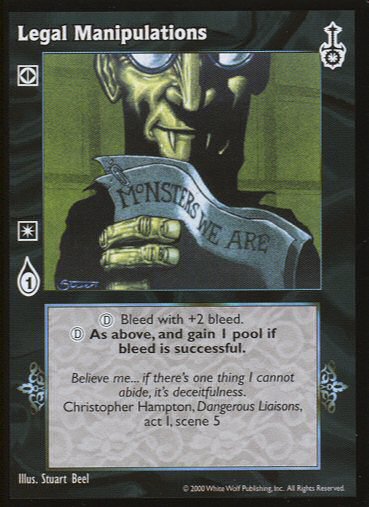 Legal Manipulations
MONSTERS WE ARE
Stuart
1
Ⓓ Bleed with +2 bleed.
Ⓓ As above, and gain 1 pool if
bleed is successful.
Believe me... if there's one thing I cannot
abide, it's deceitfulness.
Christopher Hampton, Dangerous Liaisons,
act I, scene 5
Illus. Stuart Beel
© 2000 White Wolf Publishing, Inc. All Rights Reserved.